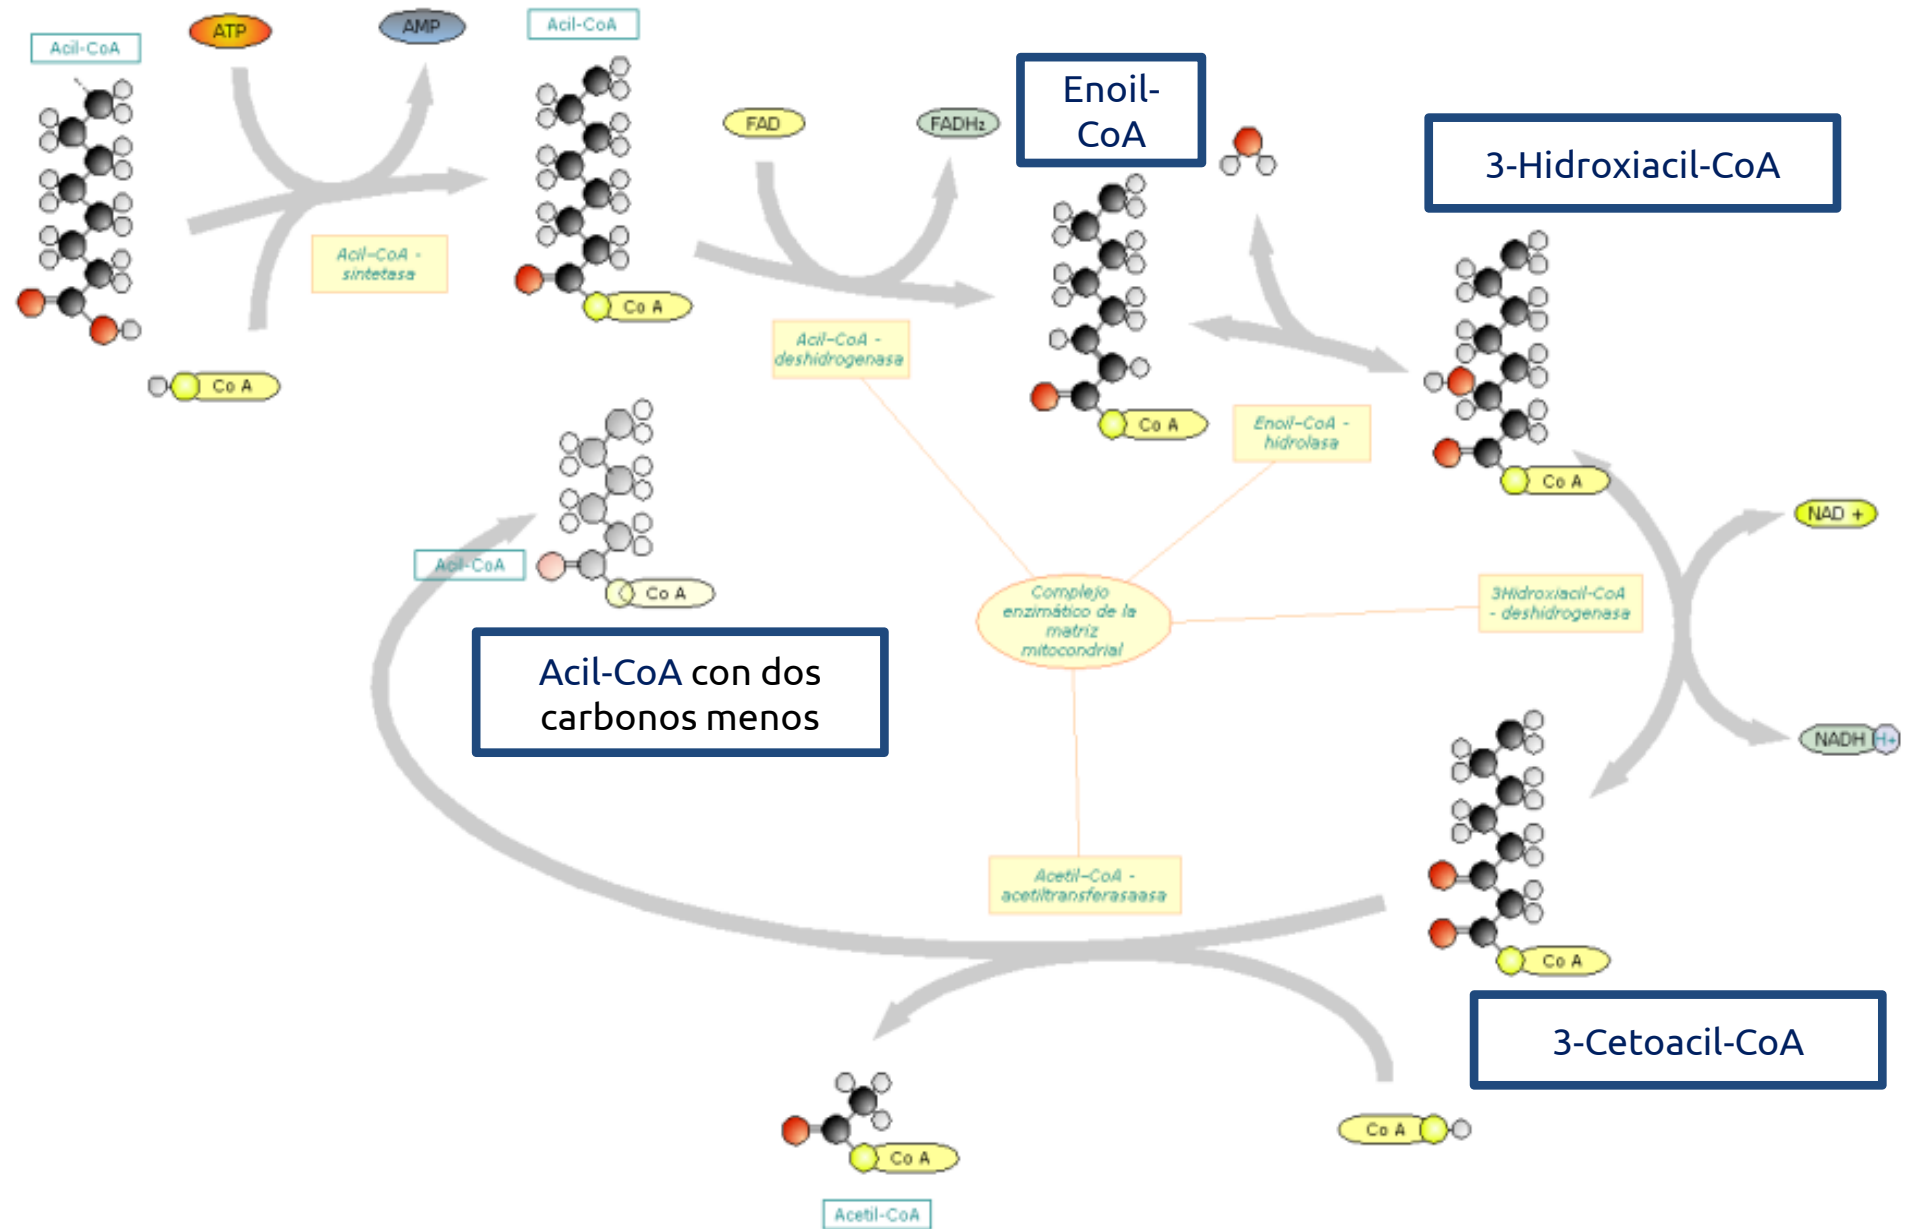 Acil-CoA
ATP
AMP
Acil-CoA
Acil-CoA -
sintetasa
Co A
Co A
FAD
FADH₂
Acil-CoA -
deshidrogenasa
Enoil-
CoA
Co A
Enoil-CoA -
hidrolasa
3-Hidroxiacil-CoA
Co A
NAD +
3Hidroxiacil-CoA
- deshidrogenasa
NADH H+
Complejo
enzimático de la
matriz
mitocondrial
Acil-CoA
Co A
Acil-CoA con dos
carbonos menos
Acetil-CoA -
acetiltransferasaasa
Co A
3-Cetoacil-CoA
Co A
Co A
Acetil-CoA